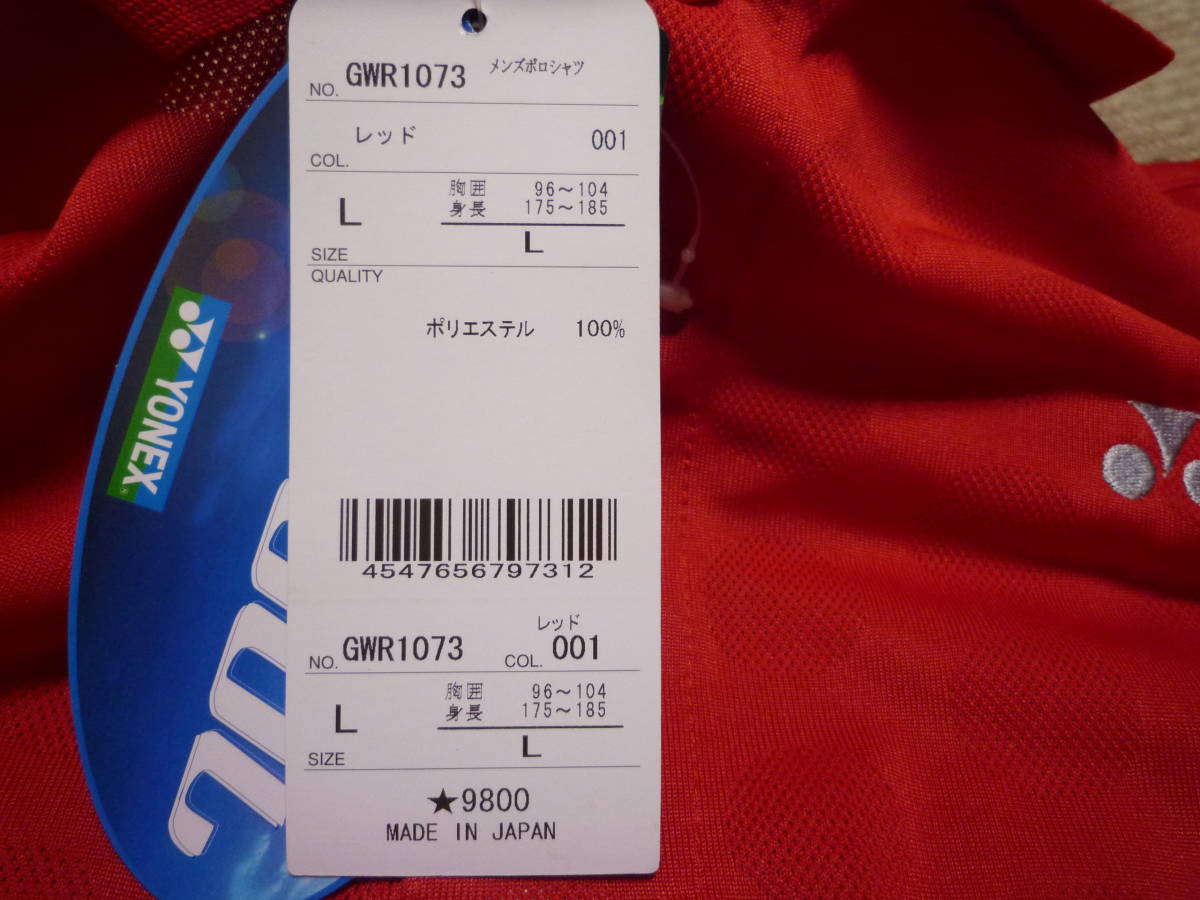 NO. GWR1073 メンズポロシャツ
COL. レッド 001
胸囲 96～104
L 身長 175～185
SIZE L
QUALITY
ポリエステル 100%
4547656797312
レッド
NO. GWR1073 COL. 001
胸囲 96～104
L 身長 175～185
SIZE L
★9800
MADE IN JAPAN
YONEX®